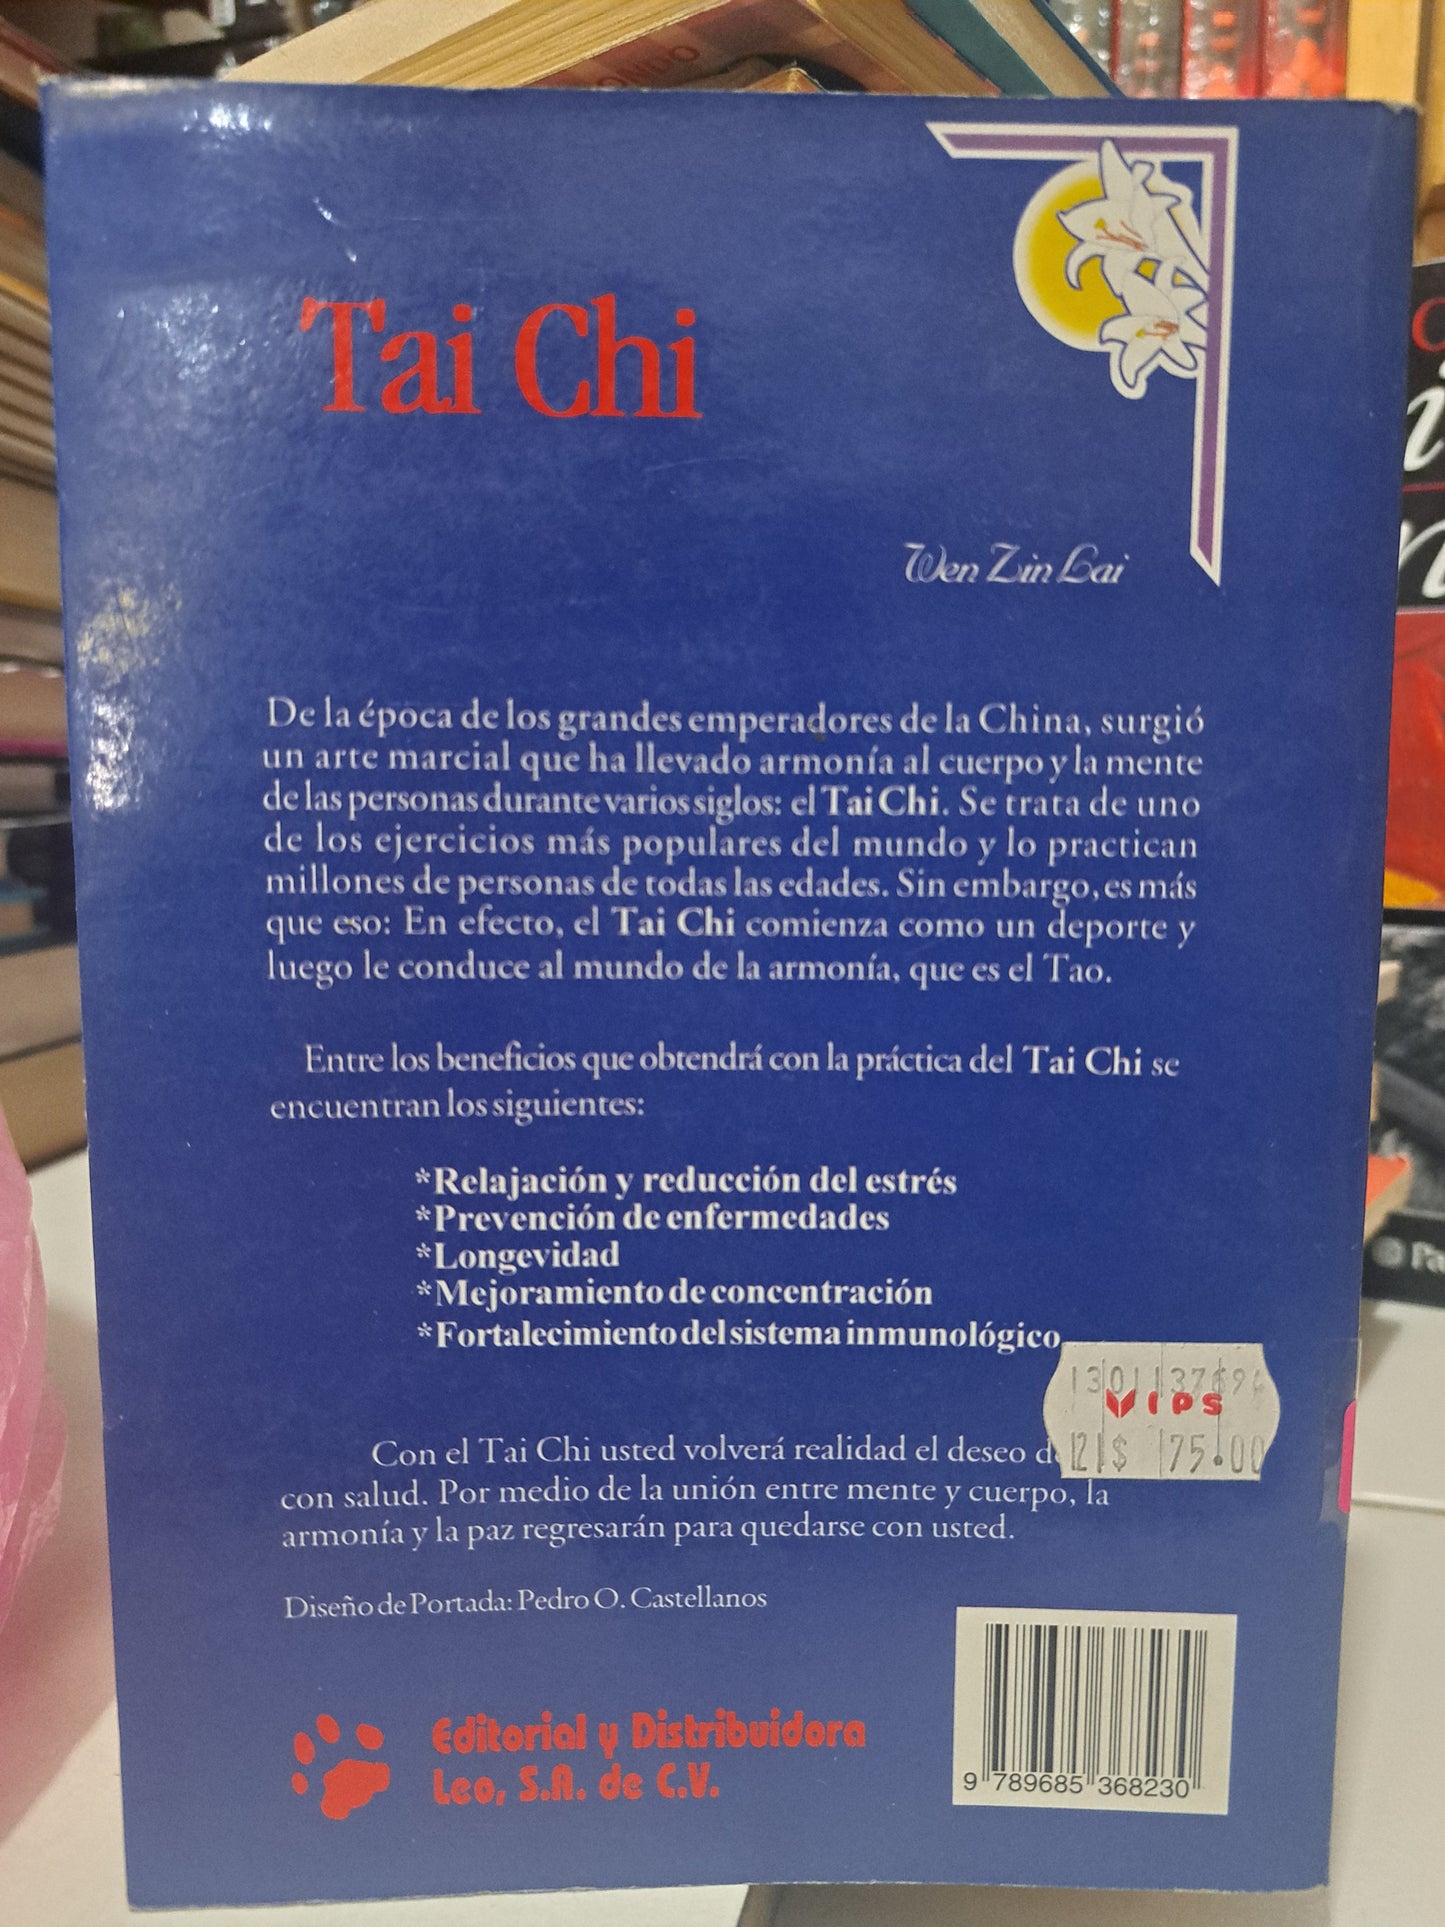 Tai Chi
Wen Zin Lai
De la época de los grandes emperadores de la China, surgió
un arte marcial que ha llevado armonía al cuerpo y la mente
de las personas durante varios siglos: el Tai Chi. Se trata de uno
de los ejercicios más populares del mundo y lo practican
millones de personas de todas las edades. Sin embargo, es más
que eso: En efecto, el Tai Chi comienza como un deporte y
luego le conduce al mundo de la armonía, que es el Tao.
Entre los beneficios que obtendrá con la práctica del Tai Chi se
encuentran los siguientes:
*Relajación y reducción del estrés
*Prevención de enfermedades
*Longevidad
*Mejoramiento de concentración
*Fortalecimiento del sistema inmunológico
VIPS
$ 75.00
Con el Tai Chi usted volverá realidad el deseo
con salud. Por medio de la unión entre mente y cuerpo, la
armonía y la paz regresarán para quedarse con usted.
Diseño de Portada: Pedro O. Castellanos
Editorial y Distribuidora
Leo, S.A. de C.V.
9 789685 368230